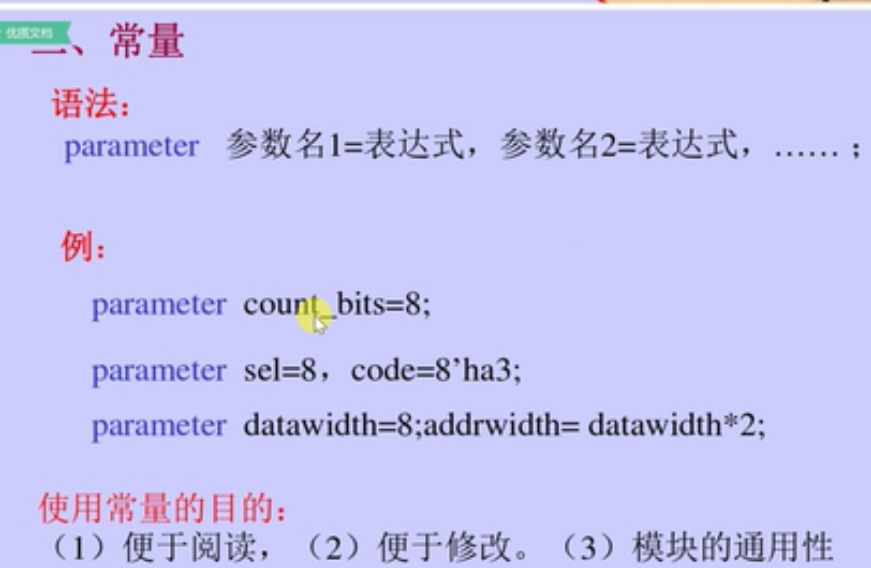 优质文档
二、常量
语法：
parameter 参数名1=表达式，参数名2=表达式，……；
例：
parameter count_bits=8;
parameter sel=8，code=8’ha3;
parameter datawidth=8;addrwidth= datawidth*2;
使用常量的目的：
（1）便于阅读，（2）便于修改。（3）模块的通用性